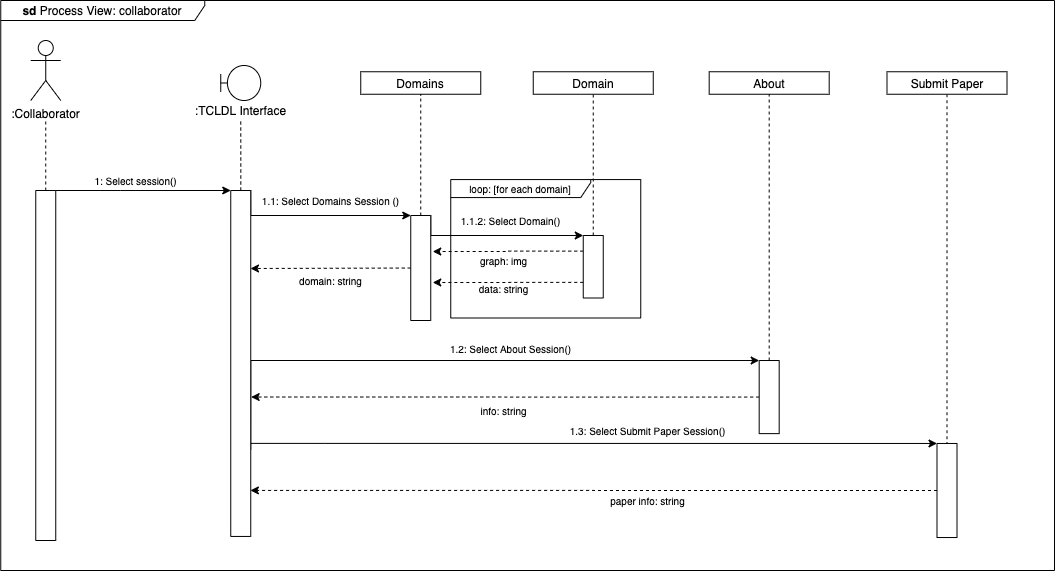 sd Process View: collaborator
:Collaborator
:TCLDL Interface
Domains
Domain
About
Submit Paper
1: Select session()
1.1: Select Domains Session ()
loop: [for each domain]
1.1.2: Select Domain()
graph: img
domain: string
data: string
1.2: Select About Session()
info: string
1.3: Select Submit Paper Session()
paper info: string